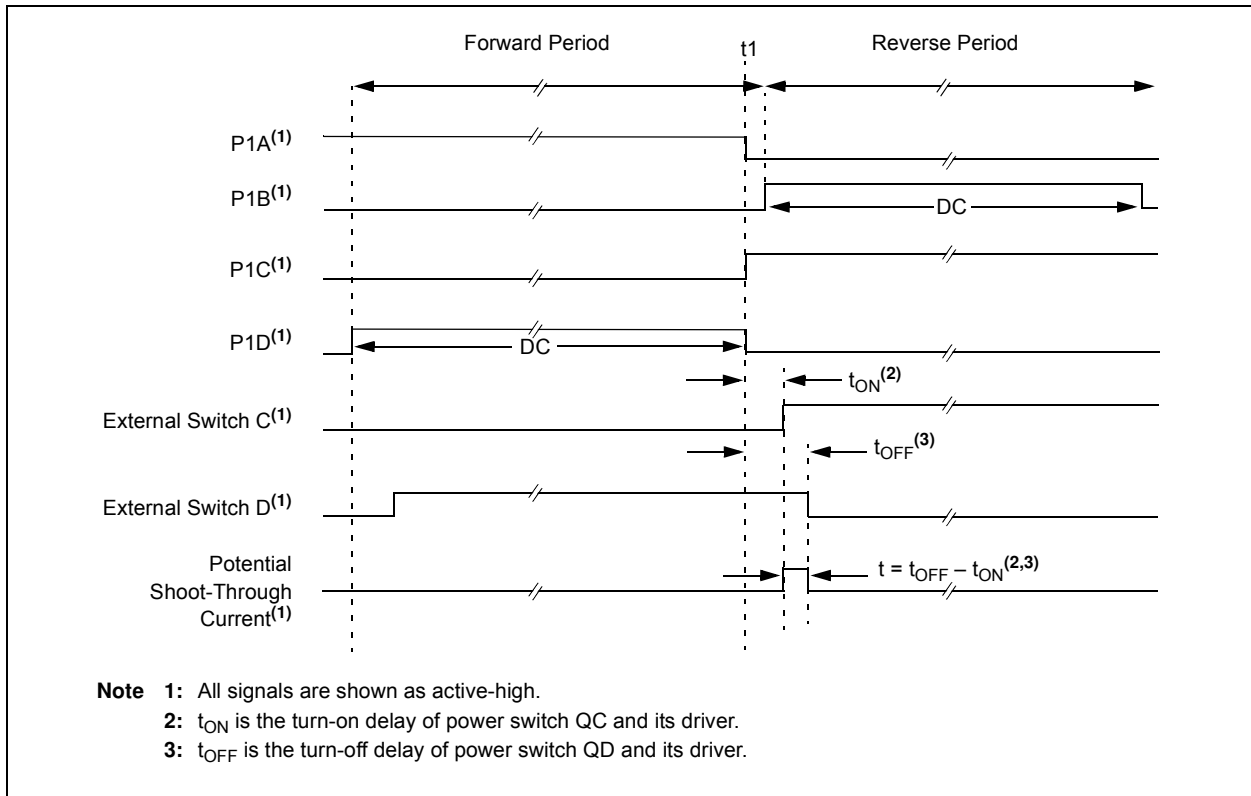 Forward Period
t1
Reverse Period
P1A(1)
P1B(1)
DC
P1C(1)
P1D(1)
DC
tON(2)
External Switch C(1)
tOFF(3)
External Switch D(1)
Potential
Shoot-Through
Current(1)
t = tOFF – tON(2,3)
Note 1: All signals are shown as active-high.
2: tON is the turn-on delay of power switch QC and its driver.
3: tOFF is the turn-off delay of power switch QD and its driver.